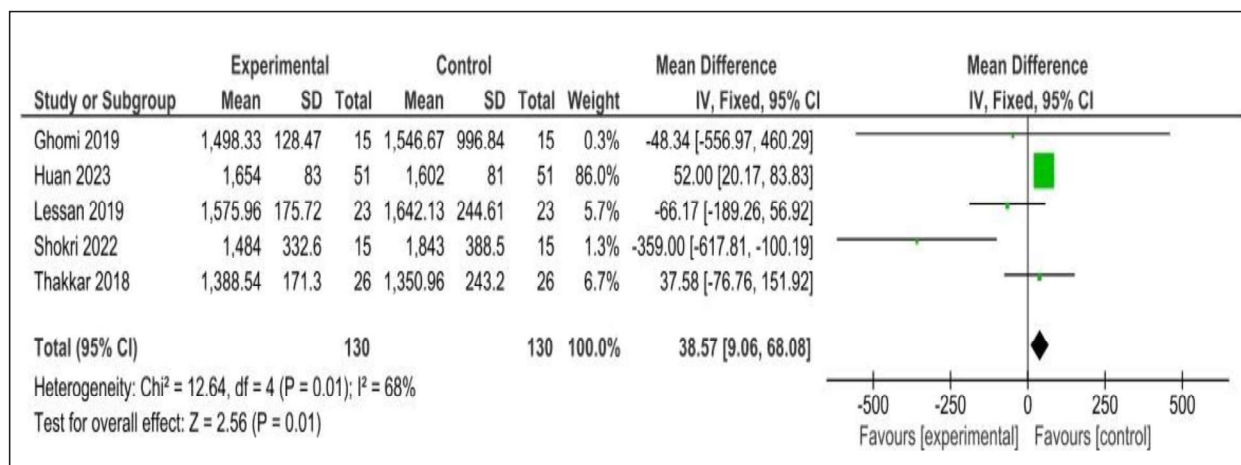 Experimental Control Mean Difference Mean Difference
Study or Subgroup Mean SD Total Mean SD Total Weight IV, Fixed, 95% CI IV, Fixed, 95% CI
Ghomi 2019 1,498.33 128.47 15 1,546.67 996.84 15 0.3% -48.34 [-556.97, 460.29]
Huan 2023 1,654 83 51 1,602 81 51 86.0% 52.00 [20.17, 83.83]
Lessan 2019 1,575.96 175.72 23 1,642.13 244.61 23 5.7% -66.17 [-189.26, 56.92]
Shokri 2022 1,484 332.6 15 1,843 388.5 15 1.3% -359.00 [-617.81, -100.19]
Thakkar 2018 1,388.54 171.3 26 1,350.96 243.2 26 6.7% 37.58 [-76.76, 151.92]
Total (95% CI) 130 130 100.0% 38.57 [9.06, 68.08]
Heterogeneity: Chi² = 12.64, df = 4 (P = 0.01); I² = 68%
Test for overall effect: Z = 2.56 (P = 0.01)
-500 -250 0 250 500
Favours [experimental] Favours [control]